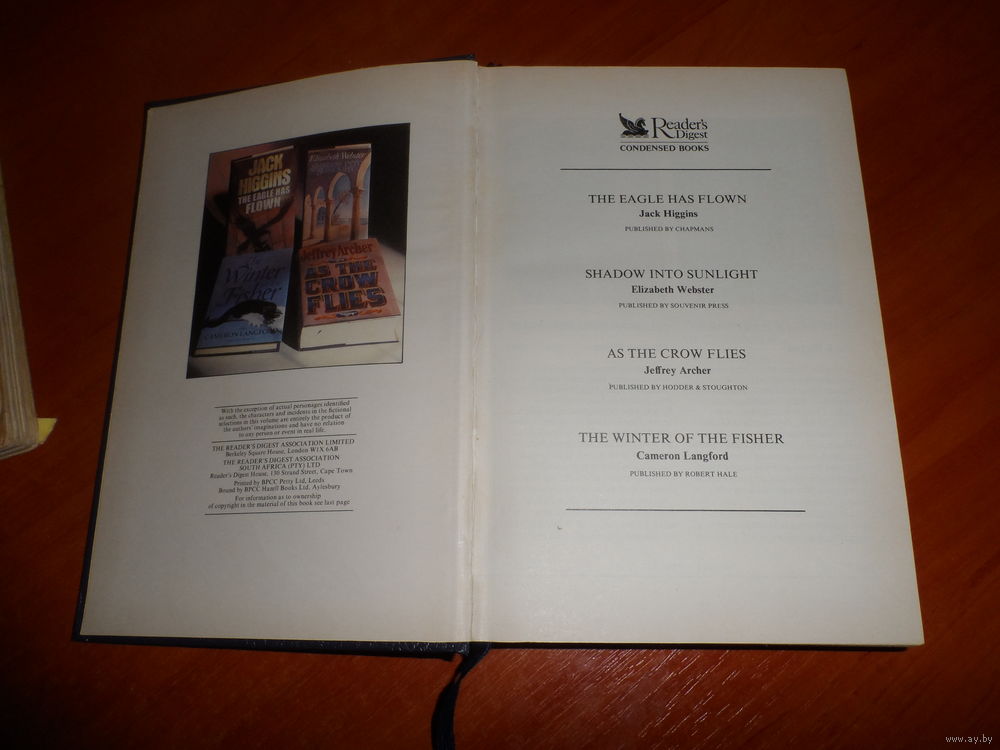 JACK
HIGGINS
THE EAGLE HAS
FLOWN
Elizabeth Webster
The
Winter
Fisher
CAMERON LANGFORD
Jeffrey Archer
AS THE
CROW
FLIES
With the exception of actual personages identified
as such, the characters and incidents in the fictional
selections in this volume are entirely the product of
the authors' imaginations and have no relation
to any person or event in real life.
THE READER'S DIGEST ASSOCIATION LIMITED
Berkeley Square House, London W1X 6AB
THE READER'S DIGEST ASSOCIATION
SOUTH AFRICA (PTY) LTD
Reader's Digest House, 130 Strand Street, Cape Town
Printed by BPCC Petty Ltd, Leeds
Bound by BPCC Hazell Books Ltd, Aylesbury
For information as to ownership
of copyright in the material of this book see last page
Reader's
Digest
CONDENSED BOOKS
THE EAGLE HAS FLOWN
Jack Higgins
PUBLISHED BY CHAPMANS
SHADOW INTO SUNLIGHT
Elizabeth Webster
PUBLISHED BY SOUVENIR PRESS
AS THE CROW FLIES
Jeffrey Archer
PUBLISHED BY HODDER & STOUGHTON
THE WINTER OF THE FISHER
Cameron Langford
PUBLISHED BY ROBERT HALE
www.ay.by